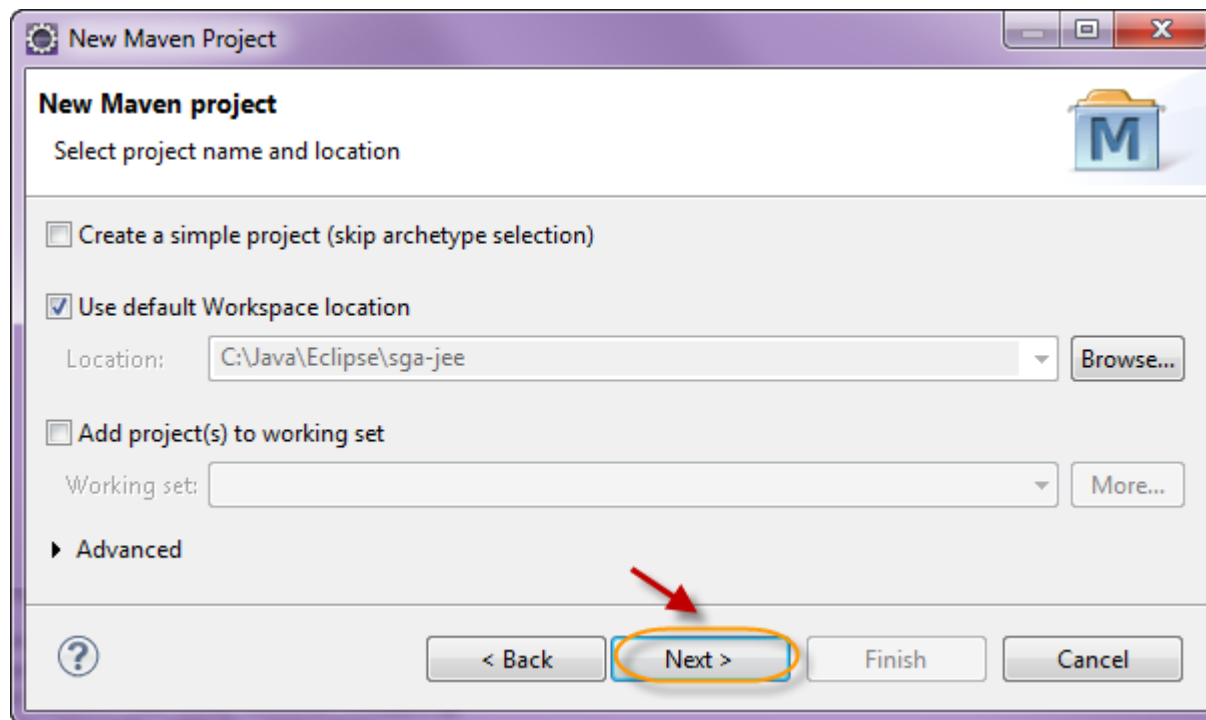 New Maven Project
New Maven project
M
Select project name and location
Create a simple project (skip archetype selection)
Use default Workspace location
Location: C:\Java\Eclipse\sga-jee Browse...
Add project(s) to working set
Working set: More...
Advanced
? < Back Next > Finish Cancel